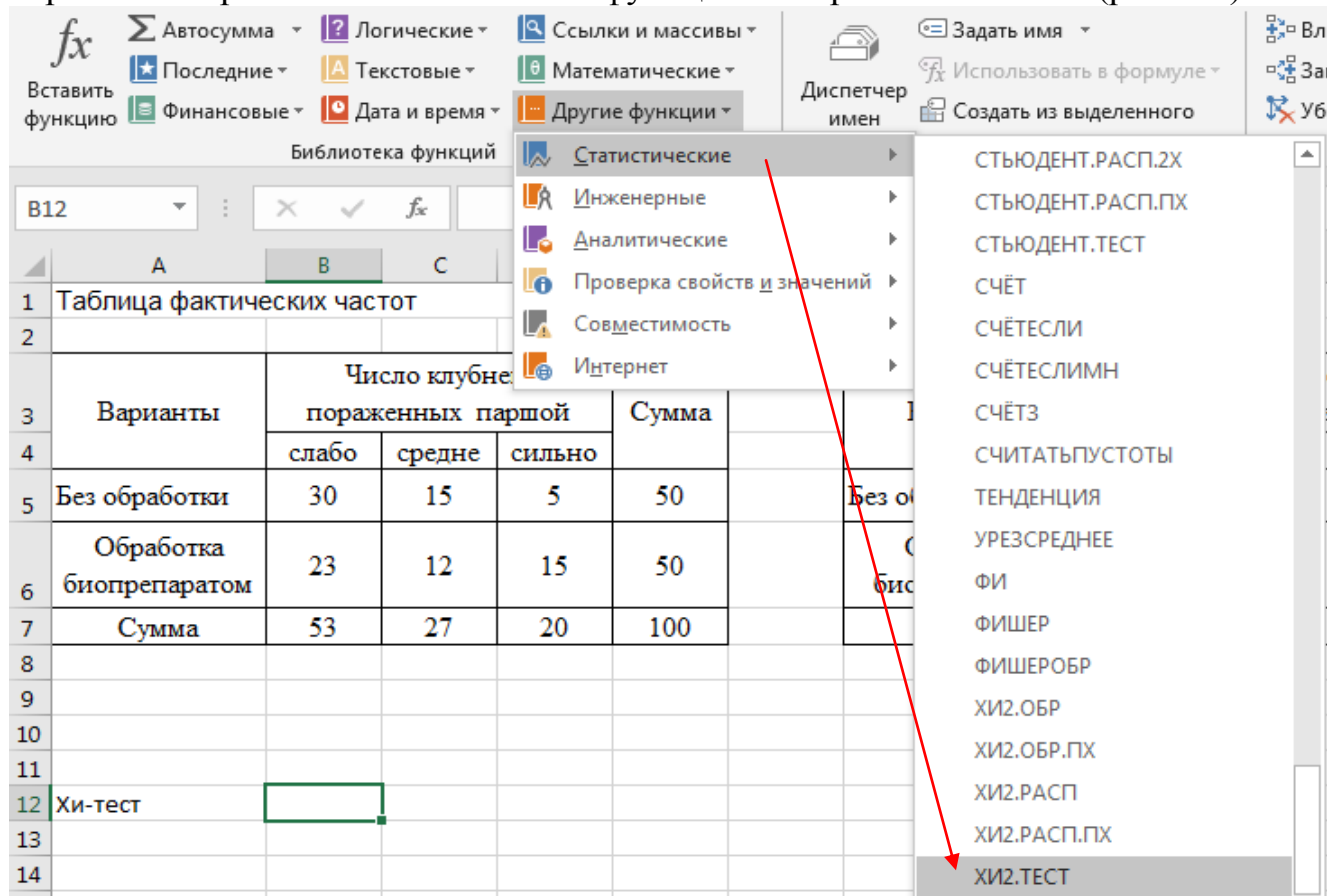 fx Вставить функцию
Автосумма Логические Ссылки и массивы
Последние Текстовые Математические
Финансовые Дата и время Другие функции
Диспетчер имен
Задать имя
Использовать в формуле
Создать из выделенного
Библиотека функций
Статистические
Инженерные
Аналитические
Проверка свойств и значений
Совместимость
Интернет
СТЬЮДЕНТ.РАСП.2Х
СТЬЮДЕНТ.РАСП.ПХ
СТЬЮДЕНТ.ТЕСТ
СЧЁТ
СЧЁТЕСЛИ
СЧЁТЕСЛИМН
СЧЁТЗ
СЧИТАТЬПУСТОТЫ
ТЕНДЕНЦИЯ
УРЕЗСРЕДНЕЕ
ФИ
ФИШЕР
ФИШЕРОБР
ХИ2.ОБР
ХИ2.ОБР.ПХ
ХИ2.РАСП
ХИ2.РАСП.ПХ
ХИ2.ТЕСТ
B12 fx
A B C
1 Таблица фактических частот
2
Число клубне
3 Варианты пораженных паршой Сумма
4 слабо средне сильно
5 Без обработки 30 15 5 50
Обработка
6 биопрепаратом 23 12 15 50
7 Сумма 53 27 20 100
8
9
10
11
12 Хи-тест
13
14